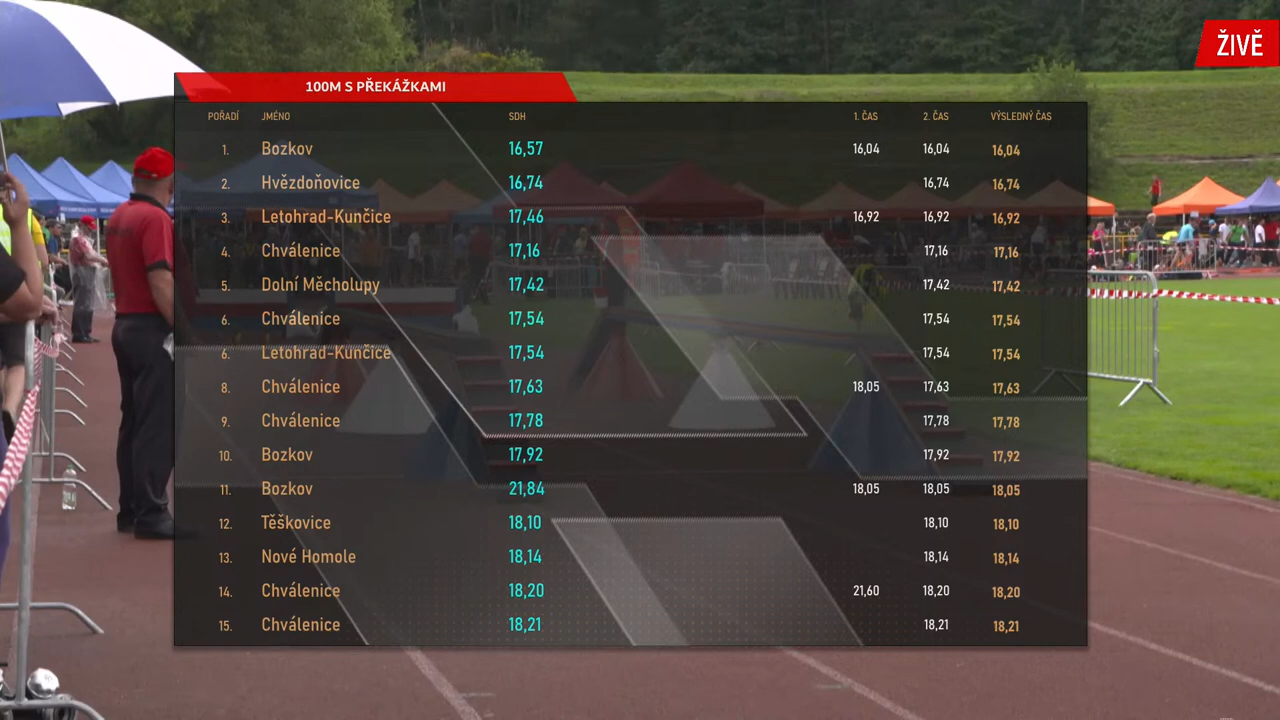 ŽIVĚ
100M S PŘEKÁŽKAMI
POŘADÍ JMÉNO SDH 1. ČAS 2. ČAS VÝSLEDNÝ ČAS
1. Bozkov 16,57 16,04 16,04 16,04
2. Hvězdoňovice 16,74 16,74 16,74
3. Letohrad-Kunčice 17,46 16,92 16,92 16,92
4. Chválenice 17,16 17,16 17,16
5. Dolní Měcholupy 17,42 17,42 17,42
6. Chválenice 17,54 17,54 17,54
6. Letohrad-Kunčice 17,54 17,54 17,54
8. Chválenice 17,63 18,05 17,63 17,63
9. Chválenice 17,78 17,78 17,78
10. Bozkov 17,92 17,92 17,92
11. Bozkov 21,84 18,05 18,05 18,05
12. Těškovice 18,10 18,10 18,10
13. Nové Homole 18,14 18,14 18,14
14. Chválenice 18,20 21,60 18,20 18,20
15. Chválenice 18,21 18,21 18,21